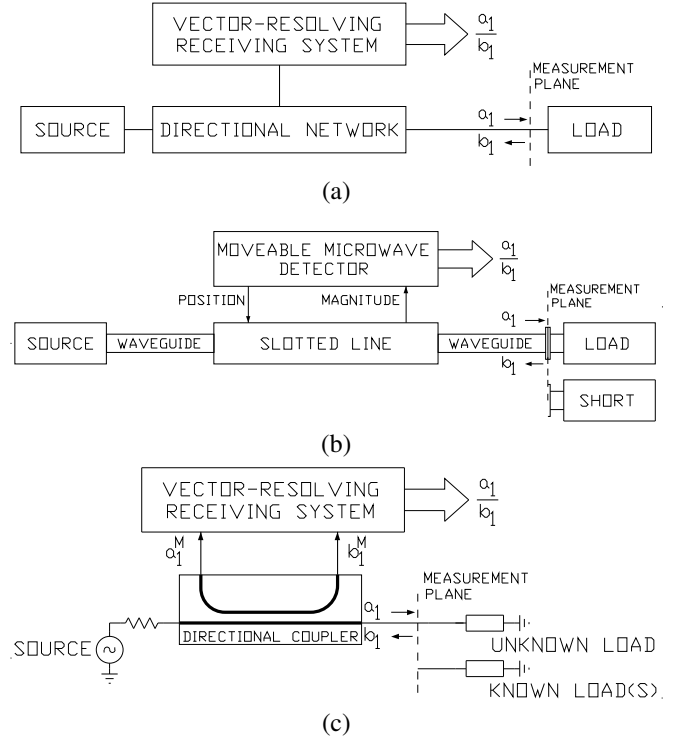 VECTOR-RESOLVING
RECEIVING SYSTEM
a1
b1
MEASUREMENT
PLANE
SOURCE
DIRECTIONAL NETWORK
a1
b1
LOAD
(a)
MOVEABLE MICROWAVE
DETECTOR
a1
b1
POSITION
MAGNITUDE
MEASUREMENT
PLANE
a1
SOURCE
WAVEGUIDE
SLOTTED LINE
WAVEGUIDE
LOAD
b1
SHORT
(b)
VECTOR-RESOLVING
RECEIVING SYSTEM
a1
b1
a1M
b1M
MEASUREMENT
PLANE
a1
SOURCE
DIRECTIONAL COUPLER
b1
UNKNOWN LOAD
KNOWN LOAD(S)
(c)